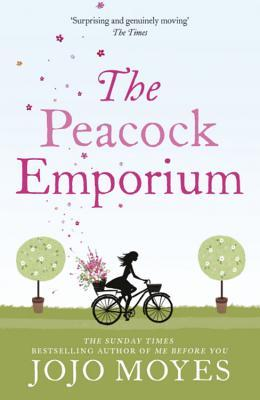 ‘Surprising and genuinely moving’
The Times
The
Peacock
Emporium
THE SUNDAY TIMES
BESTSELLING AUTHOR OF ME BEFORE YOU
JOJO MOYES